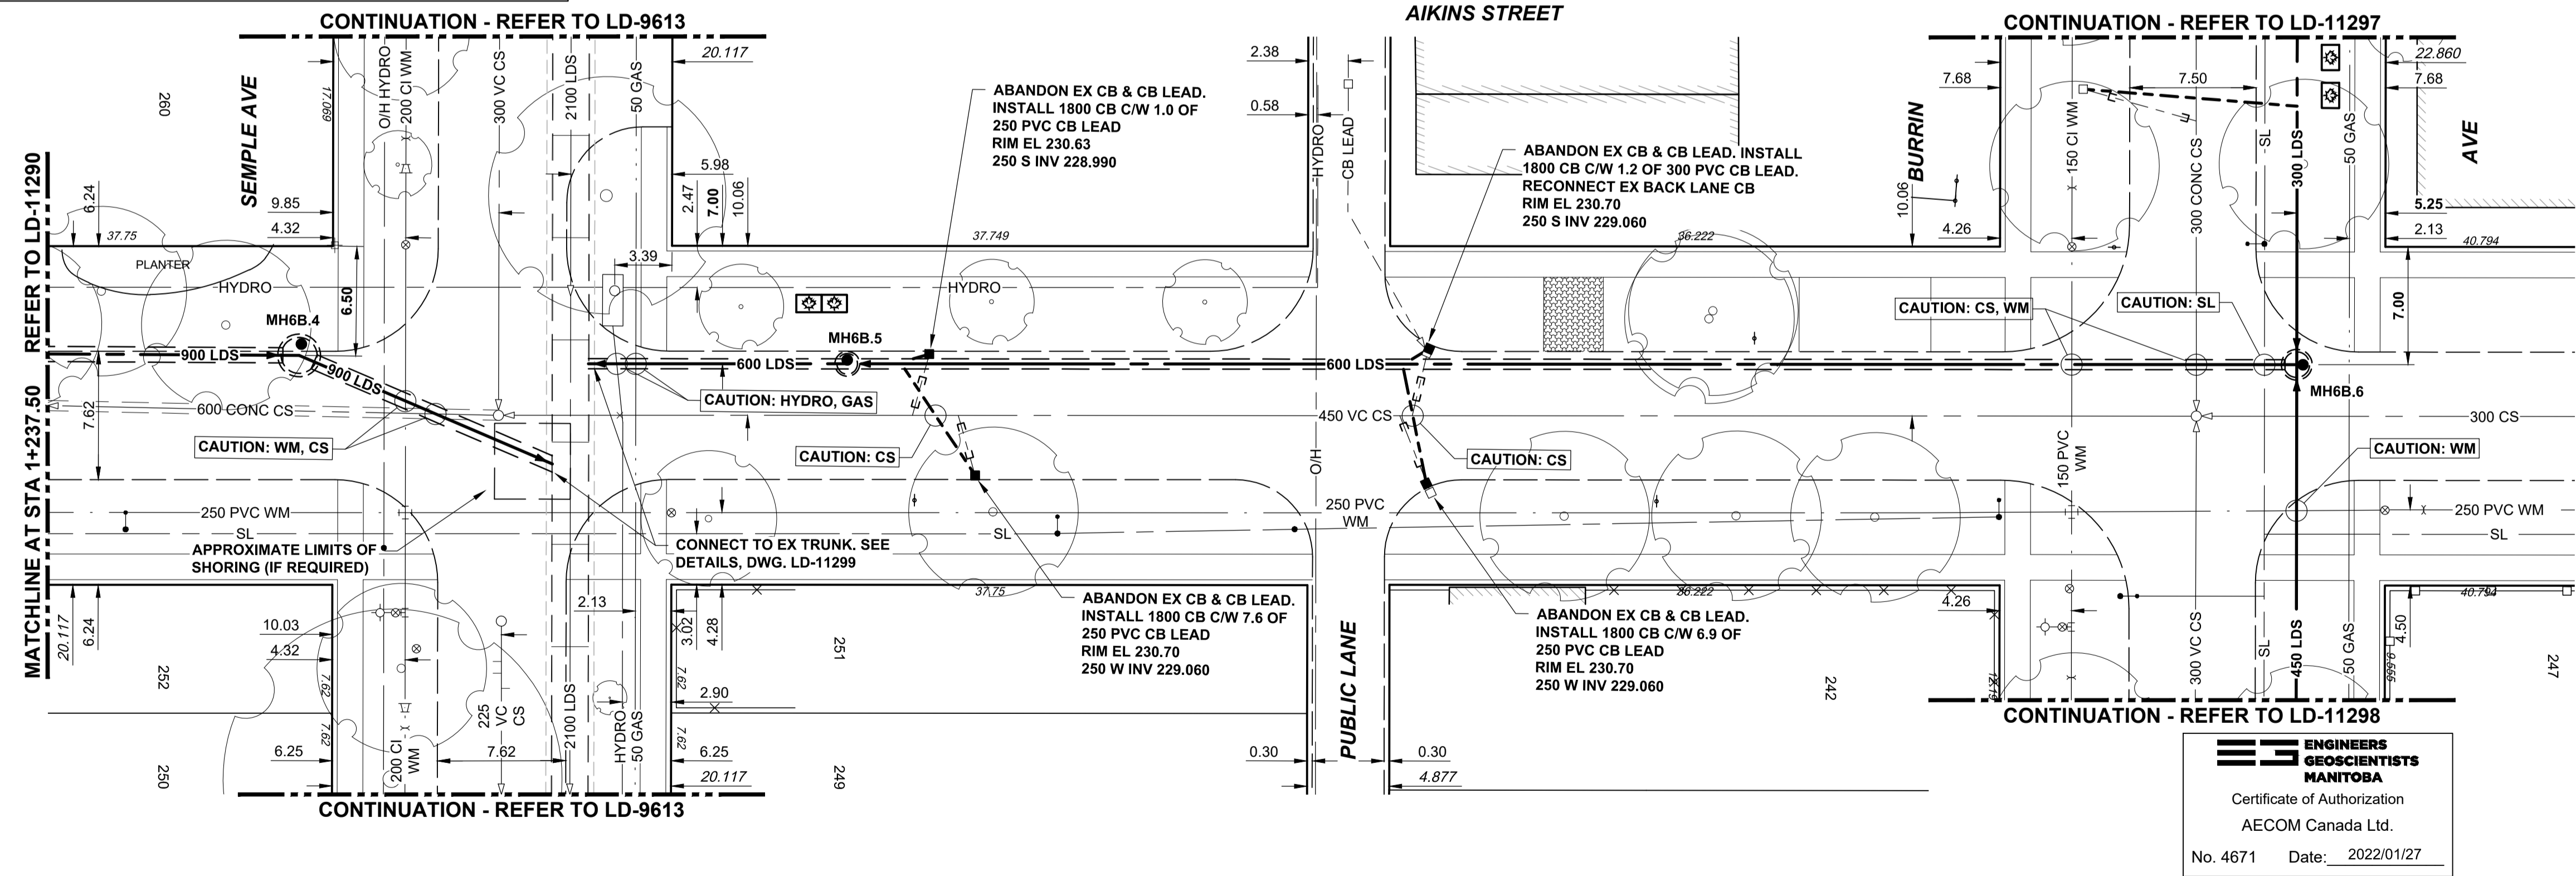 CONTINUATION - REFER TO LD-9613
AIKINS STREET
CONTINUATION - REFER TO LD-11297
MATCHLINE AT STA 1+237.50 REFER TO LD-11290
260
SEMPLE AVE
17.069
O/H HYDRO
200 CI WM
300 VC CS
2100 LDS
50 GAS
20.117
6.24
37.75
9.85
4.32
PLANTER
HYDRO
6.50
MH6B.4
900 LDS
900 LDS
600 CONC CS
7.62
CAUTION: WM, CS
250 PVC WM
SL
APPROXIMATE LIMITS OF
SHORING (IF REQUIRED)
20.117
6.24
10.03
4.32
252
7.62
7.62
6.25
250
200 CI
WM
225
VC
CS
7.62
2100 LDS
HYDRO
50 GAS
2.13
CONTINUATION - REFER TO LD-9613
5.98
2.47
7.00
10.06
3.39
37.749
HYDRO
ABANDON EX CB & CB LEAD.
INSTALL 1800 CB C/W 1.0 OF
250 PVC CB LEAD
RIM EL 230.63
250 S INV 228.990
MH6B.5
600 LDS
CAUTION: HYDRO, GAS
CAUTION: CS
CONNECT TO EX TRUNK. SEE
DETAILS, DWG. LD-11299
SL
37.75
3.02
4.28
7.62
2.90
7.62
6.25
20.117
251
249
ABANDON EX CB & CB LEAD.
INSTALL 1800 CB C/W 7.6 OF
250 PVC CB LEAD
RIM EL 230.70
250 W INV 229.060
2.38
0.58
HYDRO
CB LEAD
600 LDS
450 VC CS
O/H
250 PVC
WM
PUBLIC LANE
0.30
0.30
4.877
ABANDON EX CB & CB LEAD. INSTALL
1800 CB C/W 1.2 OF 300 PVC CB LEAD.
RECONNECT EX BACK LANE CB
RIM EL 230.70
250 S INV 229.060
36.222
CAUTION: CS
36.222
ABANDON EX CB & CB LEAD.
INSTALL 1800 CB C/W 6.9 OF
250 PVC CB LEAD
RIM EL 230.70
250 W INV 229.060
242
BURRIN
AVE
10.06
7.68
4.26
150 CI WM
7.50
300 CONC CS
SL
300 LDS
50 GAS
22.860
7.68
5.25
2.13
40.794
CAUTION: CS, WM
CAUTION: SL
7.00
MH6B.6
300 CS
150 PVC
WM
CAUTION: WM
250 PVC WM
SL
4.26
300 VC CS
SL
450 LDS
50 GAS
40.794
4.50
247
CONTINUATION - REFER TO LD-11298
ENGINEERS
GEOSCIENTISTS
MANITOBA
Certificate of Authorization
AECOM Canada Ltd.
No. 4671 Date: 2022/01/27